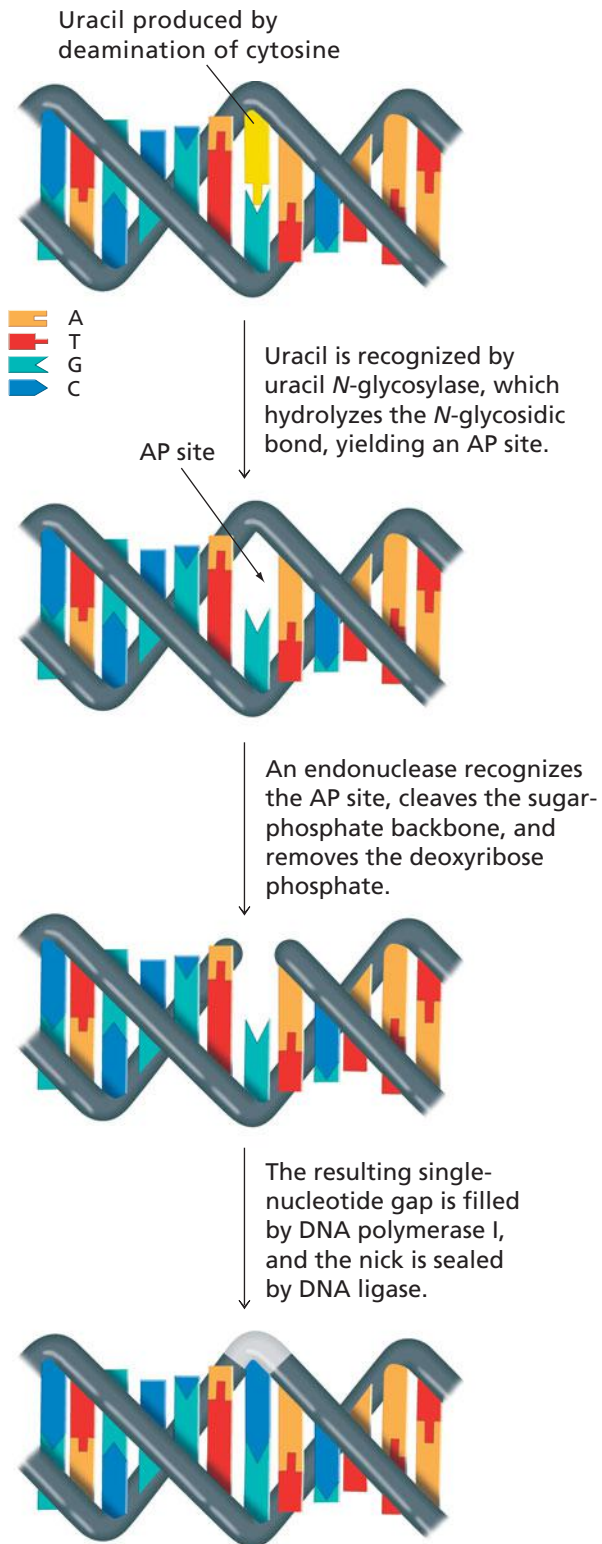 Uracil produced by
deamination of cytosine
A
T
G
C
Uracil is recognized by
uracil N-glycosylase, which
hydrolyzes the N-glycosidic
bond, yielding an AP site.
AP site
An endonuclease recognizes
the AP site, cleaves the sugar-
phosphate backbone, and
removes the deoxyribose
phosphate.
The resulting single-
nucleotide gap is filled
by DNA polymerase I,
and the nick is sealed
by DNA ligase.